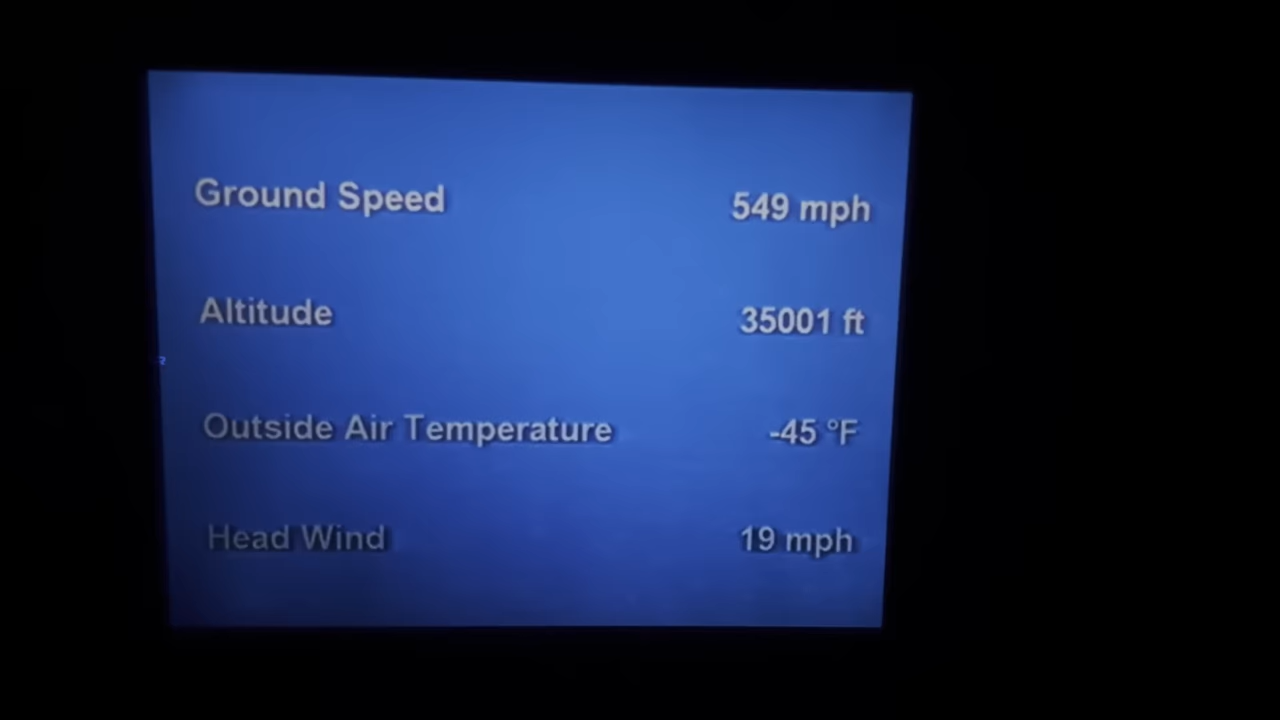 Ground Speed 549 mph
Altitude 35001 ft
Outside Air Temperature -45 °F
Head Wind 19 mph